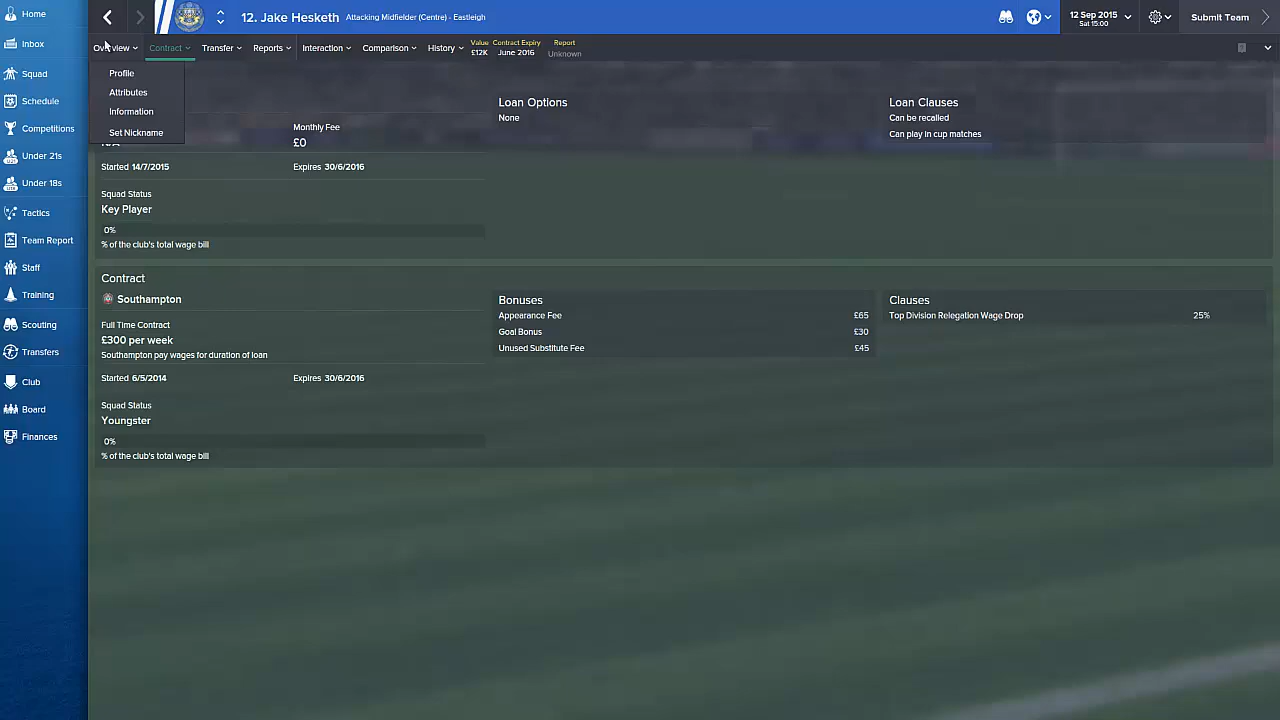 Home
Inbox
Squad
Schedule
Competitions
Under 21s
Under 18s
Tactics
Team Report
Staff
Training
Scouting
Transfers
Club
Board
Finances
12. Jake Hesketh Attacking Midfielder (Centre) - Eastleigh
12 Sep 2015
Sat 15:00
Submit Team
Overview
Contract
Transfer
Reports
Interaction
Comparison
History
Value
£12K
Contract Expiry
June 2016
Report
Unknown
Profile
Attributes
Information
Set Nickname
Monthly Fee
£0
Started 14/7/2015
Expires 30/6/2016
Squad Status
Key Player
0%
% of the club's total wage bill
Loan Options
None
Loan Clauses
Can be recalled
Can play in cup matches
Contract
Southampton
Full Time Contract
£300 per week
Southampton pay wages for duration of loan
Started 6/5/2014
Expires 30/6/2016
Squad Status
Youngster
0%
% of the club's total wage bill
Bonuses
Appearance Fee £65
Goal Bonus £30
Unused Substitute Fee £45
Clauses
Top Division Relegation Wage Drop 25%